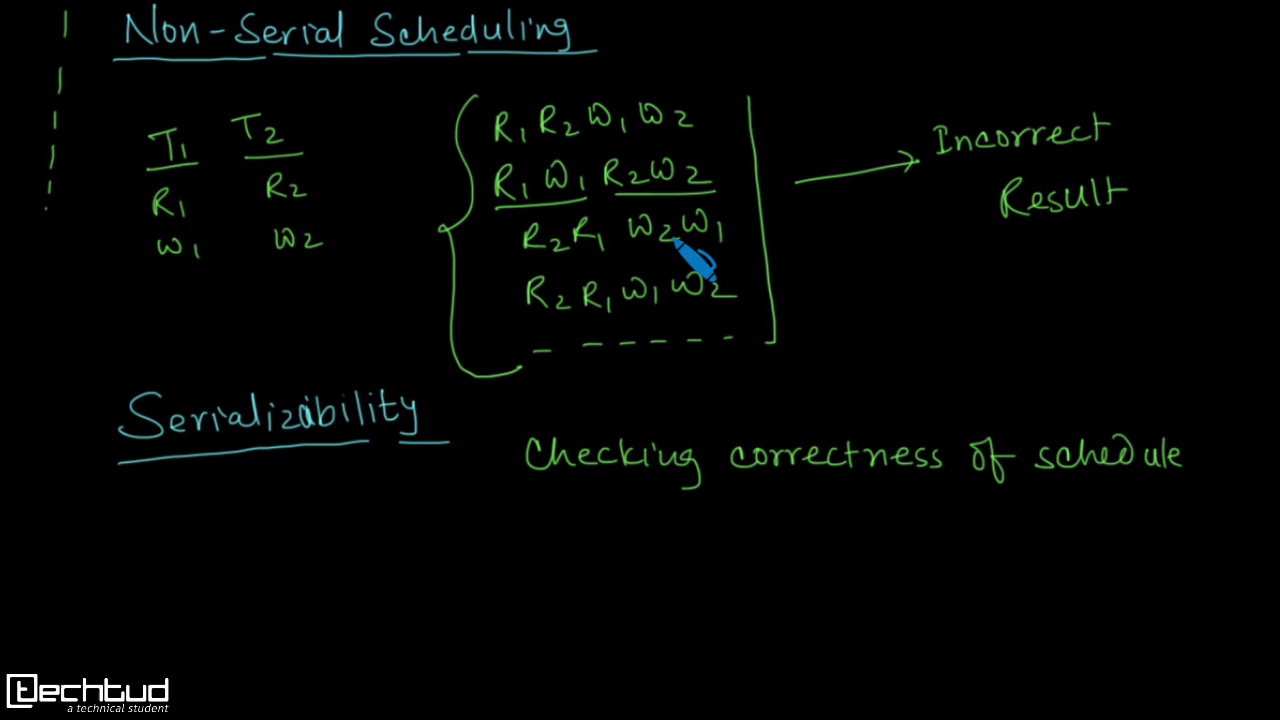 Non-Serial Scheduling
T1 T2
R1 R2
W1 W2
R1 R2 W1 W2
R1 W1 R2 W2
R2 R1 W2 W1
R2 R1 W1 W2
Incorrect
Result
Serializability
Checking correctness of schedule
techtud
a technical student